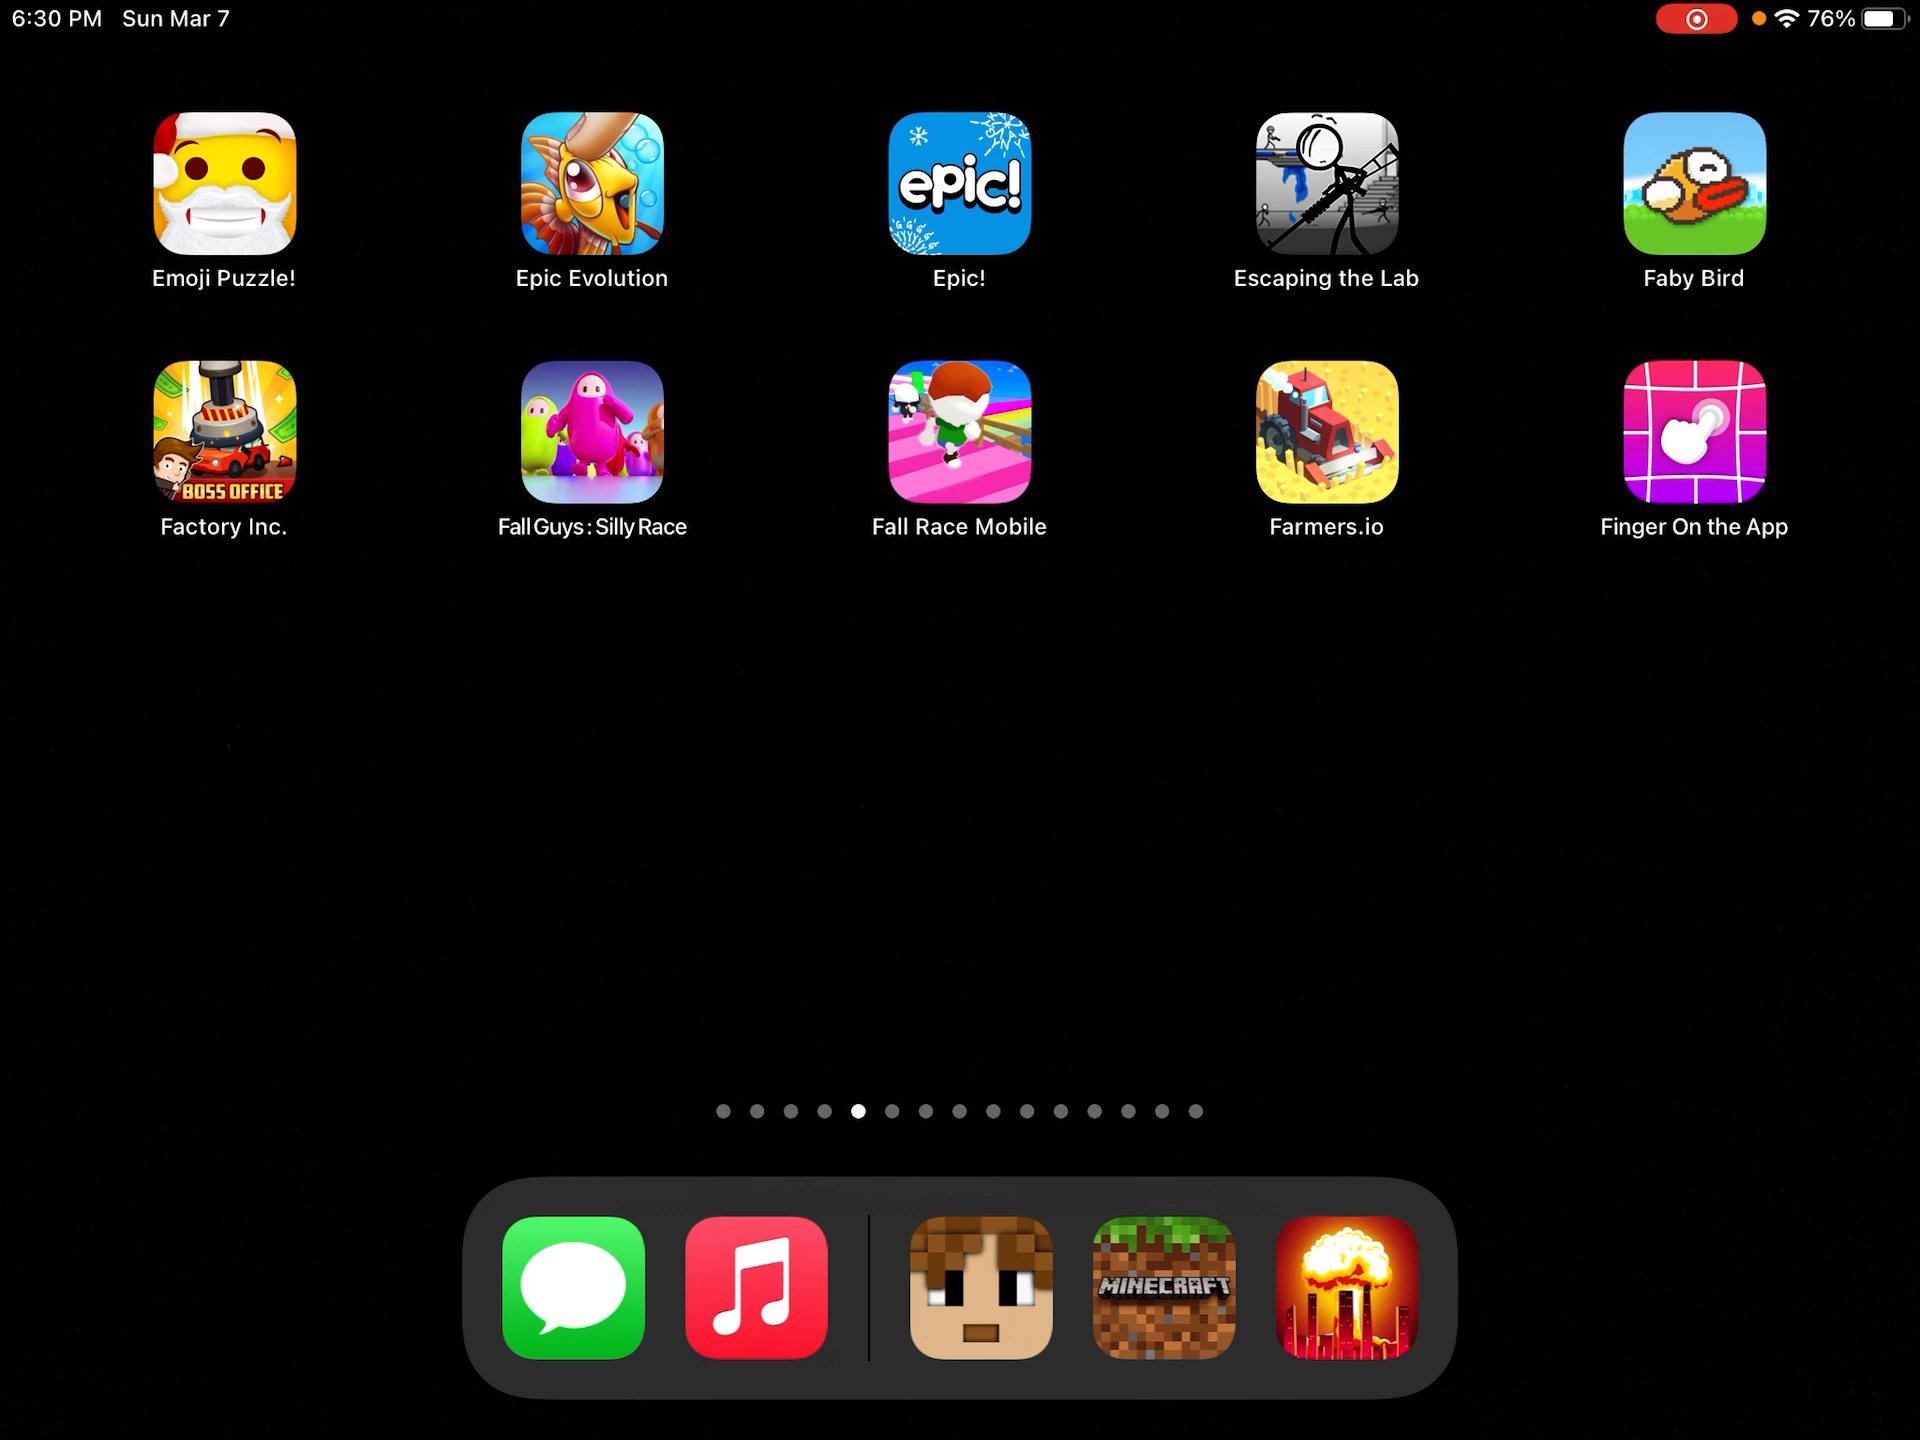 6:30 PM Sun Mar 7
76%
epic!
Emoji Puzzle!
Epic Evolution
Epic!
Escaping the Lab
Faby Bird
BOSS OFFICE
Factory Inc.
Fall Guys : Silly Race
Fall Race Mobile
Farmers.io
Finger On the App
MINECRAFT